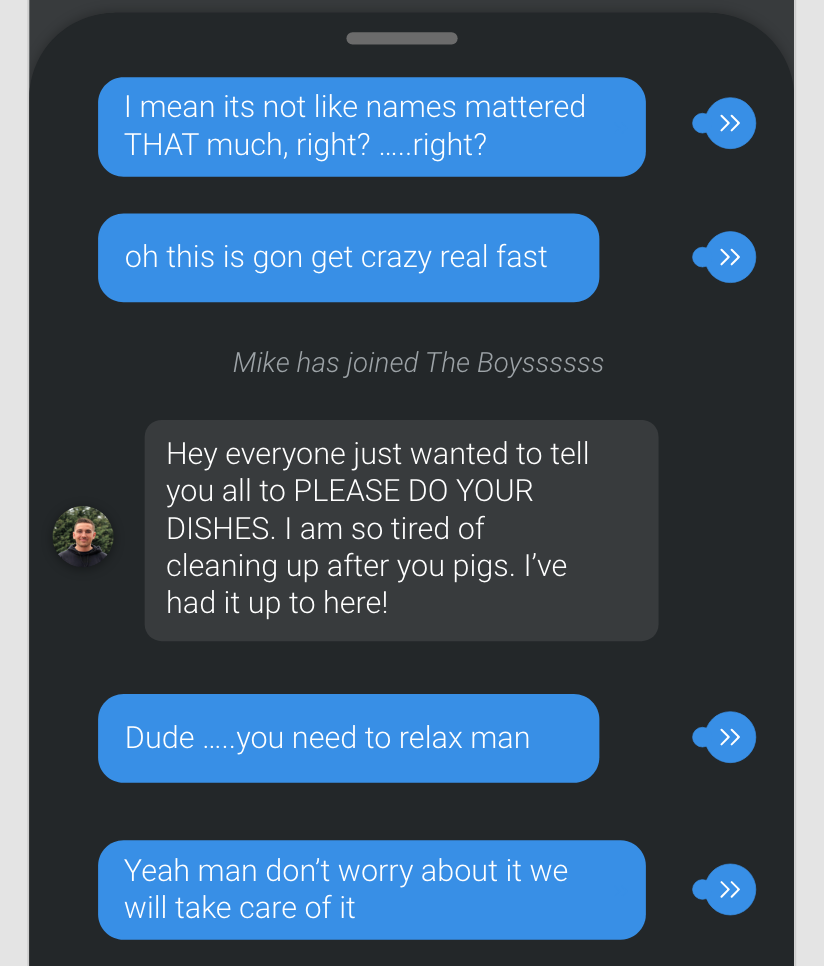 I mean its not like names mattered
THAT much, right? .....right?
oh this is gon get crazy real fast
Mike has joined The Boyssssss
Hey everyone just wanted to tell
you all to PLEASE DO YOUR
DISHES. I am so tired of
cleaning up after you pigs. I’ve
had it up to here!
Dude .....you need to relax man
Yeah man don’t worry about it we
will take care of it